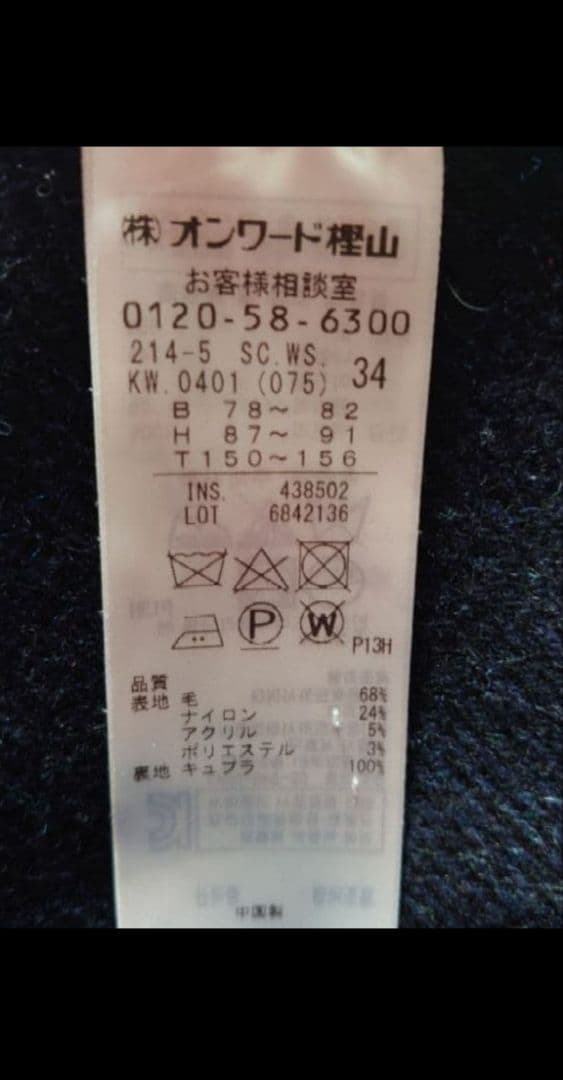 ㈱オンワード樫山
お客様相談室
0120-58-6300
214-5 SC.WS.
KW.0401 (075) 34
B 78～ 82
H 87～ 91
T150～156
INS. 438502
LOT 6842136
P W
P13H
品質
表地 毛 68%
ナイロン 24%
アクリル 5%
ポリエステル 3%
裏地 キュプラ 100%
中国製